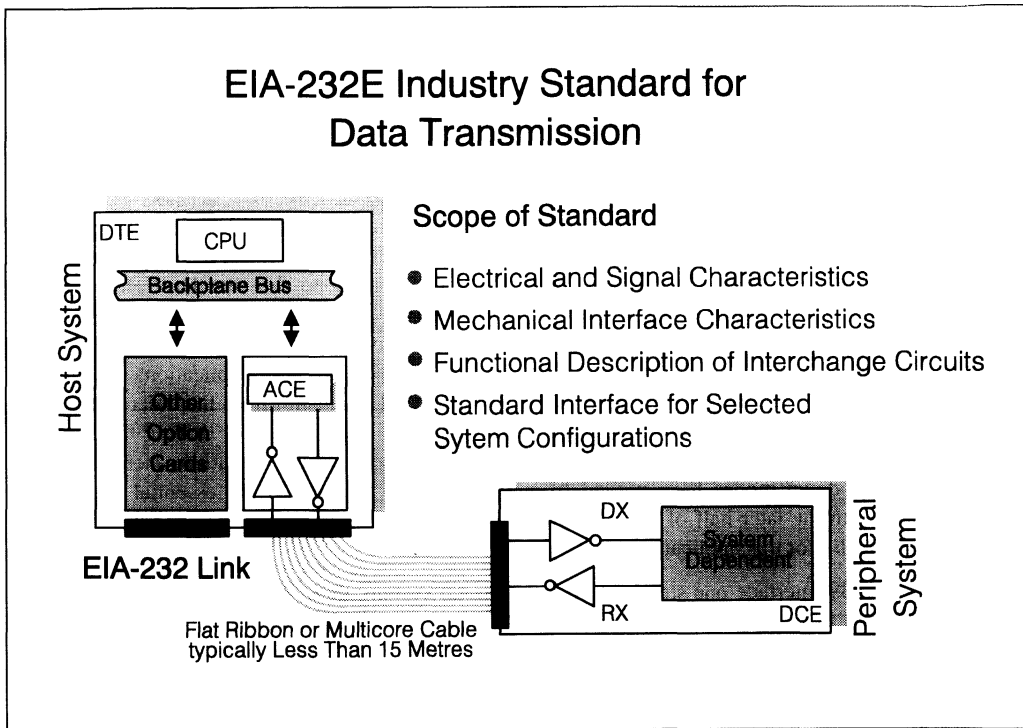 EIA-232E Industry Standard for
Data Transmission
Host System
DTE
CPU
Backplane Bus
Other
Option
Cards
ACE
EIA-232 Link
Flat Ribbon or Multicore Cable
typically Less Than 15 Metres
Scope of Standard
Electrical and Signal Characteristics
Mechanical Interface Characteristics
Functional Description of Interchange Circuits
Standard Interface for Selected
Sytem Configurations
DX
RX
System
Dependent
DCE
Peripheral
System